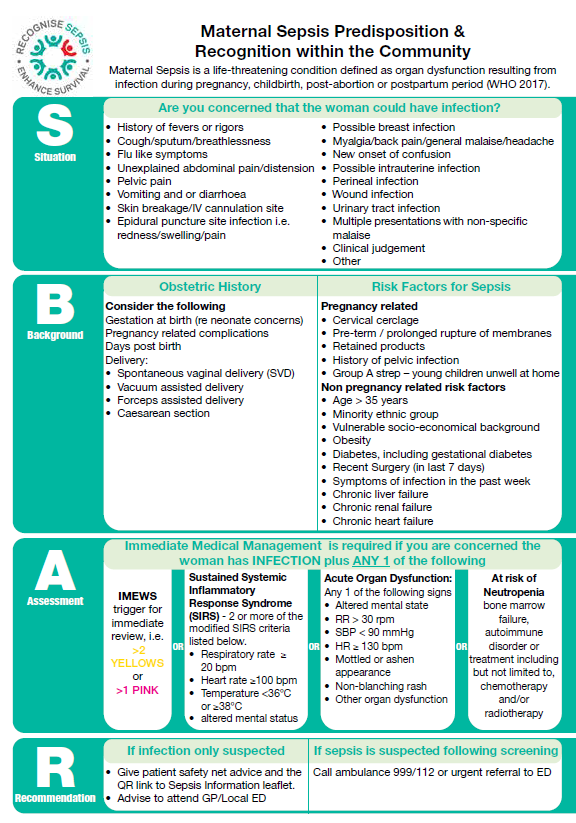 RECOGNISE SEPSIS
ENHANCE SURVIVAL
Maternal Sepsis Predisposition &
Recognition within the Community
Maternal Sepsis is a life-threatening condition defined as organ dysfunction resulting from
infection during pregnancy, childbirth, post-abortion or postpartum period (WHO 2017).
S
Situation
Are you concerned that the woman could have infection?
• History of fevers or rigors
• Cough/sputum/breathlessness
• Flu like symptoms
• Unexplained abdominal pain/distension
• Pelvic pain
• Vomiting and or diarrhoea
• Skin breakage/IV cannulation site
• Epidural puncture site infection i.e.
redness/swelling/pain
• Possible breast infection
• Myalgia/back pain/general malaise/headache
• New onset of confusion
• Possible intrauterine infection
• Perineal infection
• Wound infection
• Urinary tract infection
• Multiple presentations with non-specific
malaise
• Clinical judgement
• Other
B
Background
Obstetric History
Consider the following
Gestation at birth (re neonate concerns)
Pregnancy related complications
Days post birth
Delivery:
• Spontaneous vaginal delivery (SVD)
• Vacuum assisted delivery
• Forceps assisted delivery
• Caesarean section
Risk Factors for Sepsis
Pregnancy related
• Cervical cerclage
• Pre-term / prolonged rupture of membranes
• Retained products
• History of pelvic infection
• Group A strep – young children unwell at home
Non pregnancy related risk factors
• Age > 35 years
• Minority ethnic group
• Vulnerable socio-economical background
• Obesity
• Diabetes, including gestational diabetes
• Recent Surgery (in last 7 days)
• Symptoms of infection in the past week
• Chronic liver failure
• Chronic renal failure
• Chronic heart failure
A
Assessment
Immediate Medical Management is required if you are concerned the
woman has INFECTION plus ANY 1 of the following
IMEWS
trigger for
immediate
review, i.e.
>2
YELLOWS
or
>1 PINK
OR
Sustained Systemic
Inflammatory
Response Syndrome
(SIRS) - 2 or more of the
modified SIRS criteria
listed below.
• Respiratory rate ≥
20 bpm
• Heart rate ≥100 bpm
• Temperature <36°C
or ≥38°C
• altered mental status
OR
Acute Organ Dysfunction:
Any 1 of the following signs
• Altered mental state
• RR > 30 rpm
• SBP < 90 mmHg
• HR ≥ 130 bpm
• Mottled or ashen
appearance
• Non-blanching rash
• Other organ dysfunction
OR
At risk of
Neutropenia
bone marrow
failure,
autoimmune
disorder or
treatment including
but not limited to,
chemotherapy
and/or
radiotherapy
R
Recommendation
If infection only suspected
• Give patient safety net advice and the
QR link to Sepsis Information leaflet.
• Advise to attend GP/Local ED
If sepsis is suspected following screening
Call ambulance 999/112 or urgent referral to ED